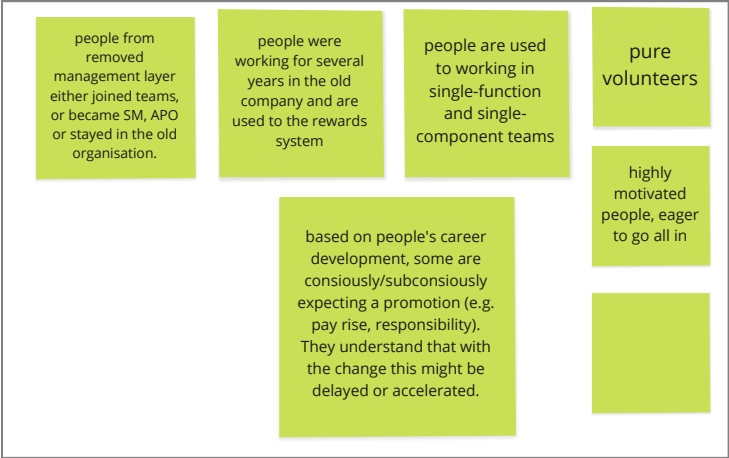 people from
removed
management layer
either joined teams,
or became SM, APO
or stayed in the old
organisation.
people were
working for several
years in the old
company and are
used to the rewards
system
people are used
to working in
single-function
and single-
component teams
pure
volunteers
highly
motivated
people, eager
to go all in
based on people's career
development, some are
consiously/subconsiously
expecting a promotion (e.g.
pay rise, responsibility).
They understand that with
the change this might be
delayed or accelerated.